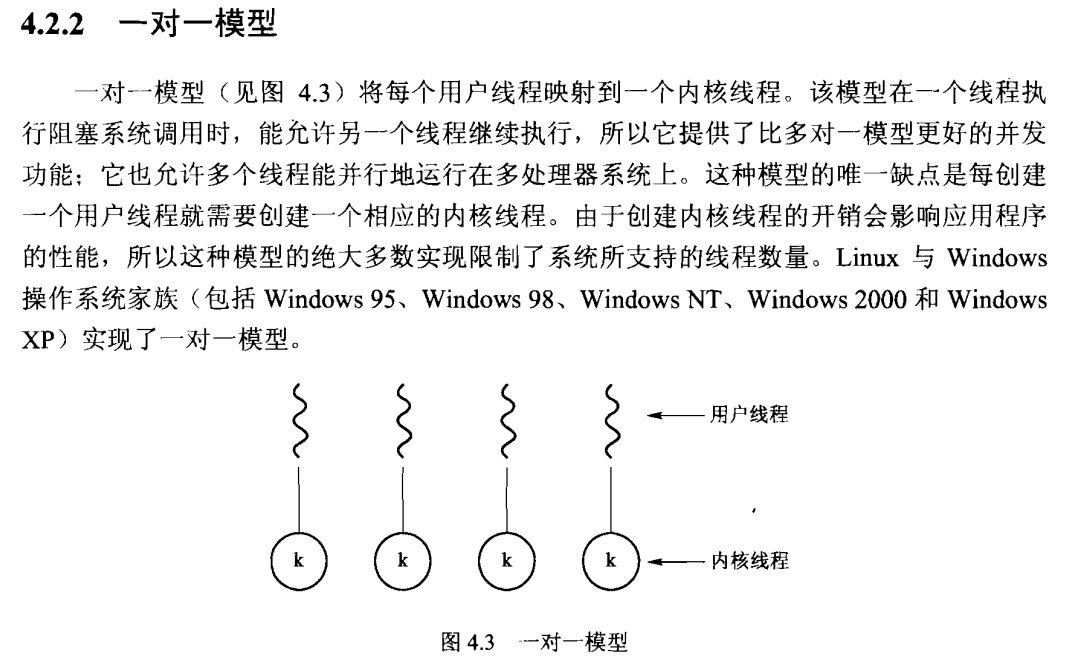 4.2.2 一对一模型
一对一模型（见图 4.3）将每个用户线程映射到一个内核线程。该模型在一个线程执
行阻塞系统调用时，能允许另一个线程继续执行，所以它提供了比多对一模型更好的并发
功能；它也允许多个线程能并行地运行在多处理器系统上。这种模型的唯一缺点是每创建
一个用户线程就需要创建一个相应的内核线程。由于创建内核线程的开销会影响应用程序
的性能，所以这种模型的绝大多数实现限制了系统所支持的线程数量。Linux 与 Windows
操作系统家族（包括 Windows 95、Windows 98、Windows NT、Windows 2000 和 Windows
XP）实现了一对一模型。
用户线程
k k k k 内核线程
图 4.3 一对一模型